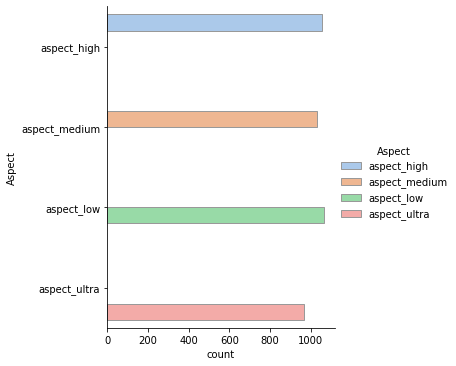 aspect_high
aspect_medium
aspect_low
aspect_ultra
Aspect
0 200 400 600 800 1000
count
Aspect
aspect_high
aspect_medium
aspect_low
aspect_ultra